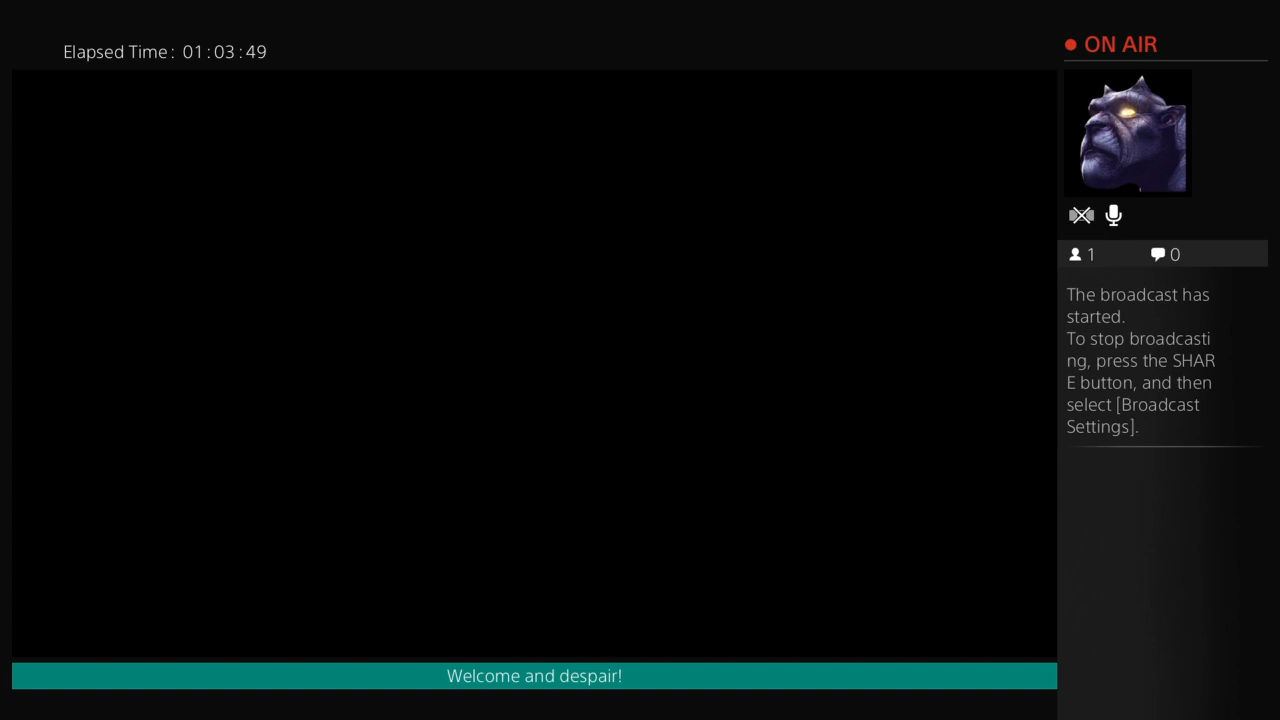 Elapsed Time: 01:03:49
ON AIR
1
0
The broadcast has
started.
To stop broadcasti
ng, press the SHAR
E button, and then
select [Broadcast
Settings].
Welcome and despair!